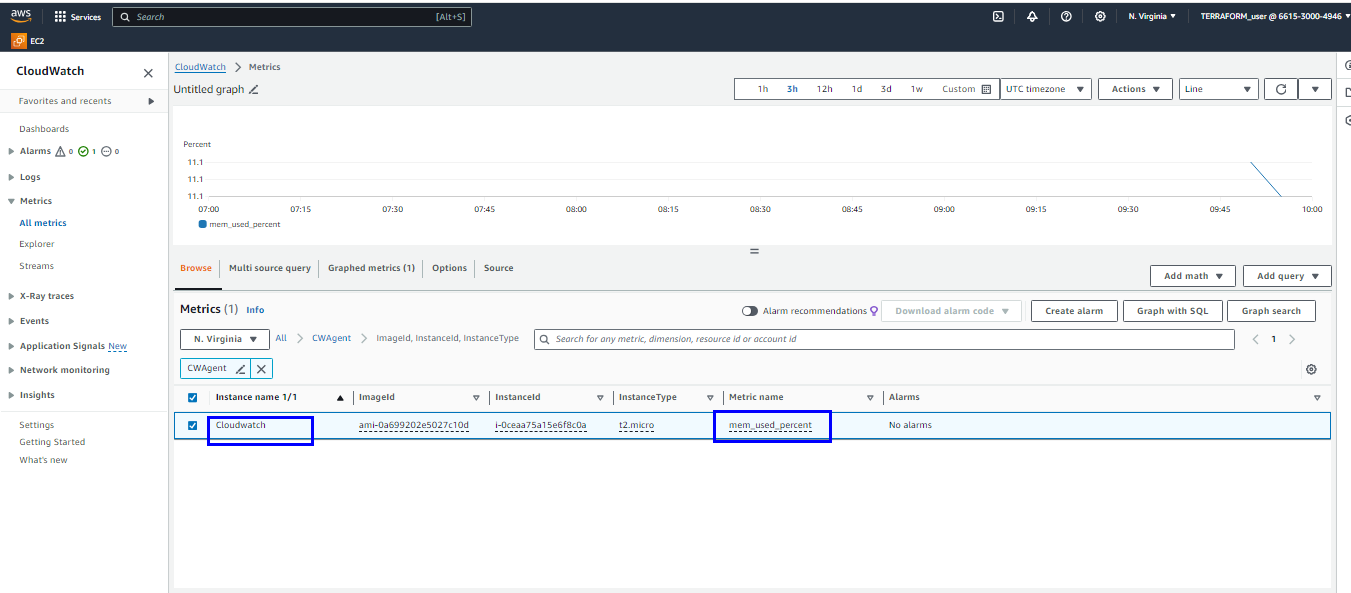 aws Services Search [Alt+S] N. Virginia TERRAFORM_user @ 6615-3000-4946
EC2
CloudWatch
Favorites and recents
Dashboards
Alarms 0 1 0
Logs
Metrics
All metrics
Explorer
Streams
X-Ray traces
Events
Application Signals New
Network monitoring
Insights
Settings
Getting Started
What's new
CloudWatch Metrics
Untitled graph
1h 3h 12h 1d 3d 1w Custom UTC timezone Actions Line
Percent
11.1
11.1
11.1
07:00 07:15 07:30 07:45 08:00 08:15 08:30 08:45 09:00 09:15 09:30 09:45 10:00
mem_used_percent
Browse Multi source query Graphed metrics (1) Options Source
Add math Add query
Metrics (1) Info
Alarm recommendations Download alarm code Create alarm Graph with SQL Graph search
N. Virginia All CWAgent ImageId, InstanceId, InstanceType Search for any metric, dimension, resource id or account id 1
CWAgent
Instance name 1/1 ImageId InstanceId InstanceType Metric name Alarms
Cloudwatch ami-0a699202e5027c10d i-0ceaa75a15e6f8c0a t2.micro mem_used_percent No alarms